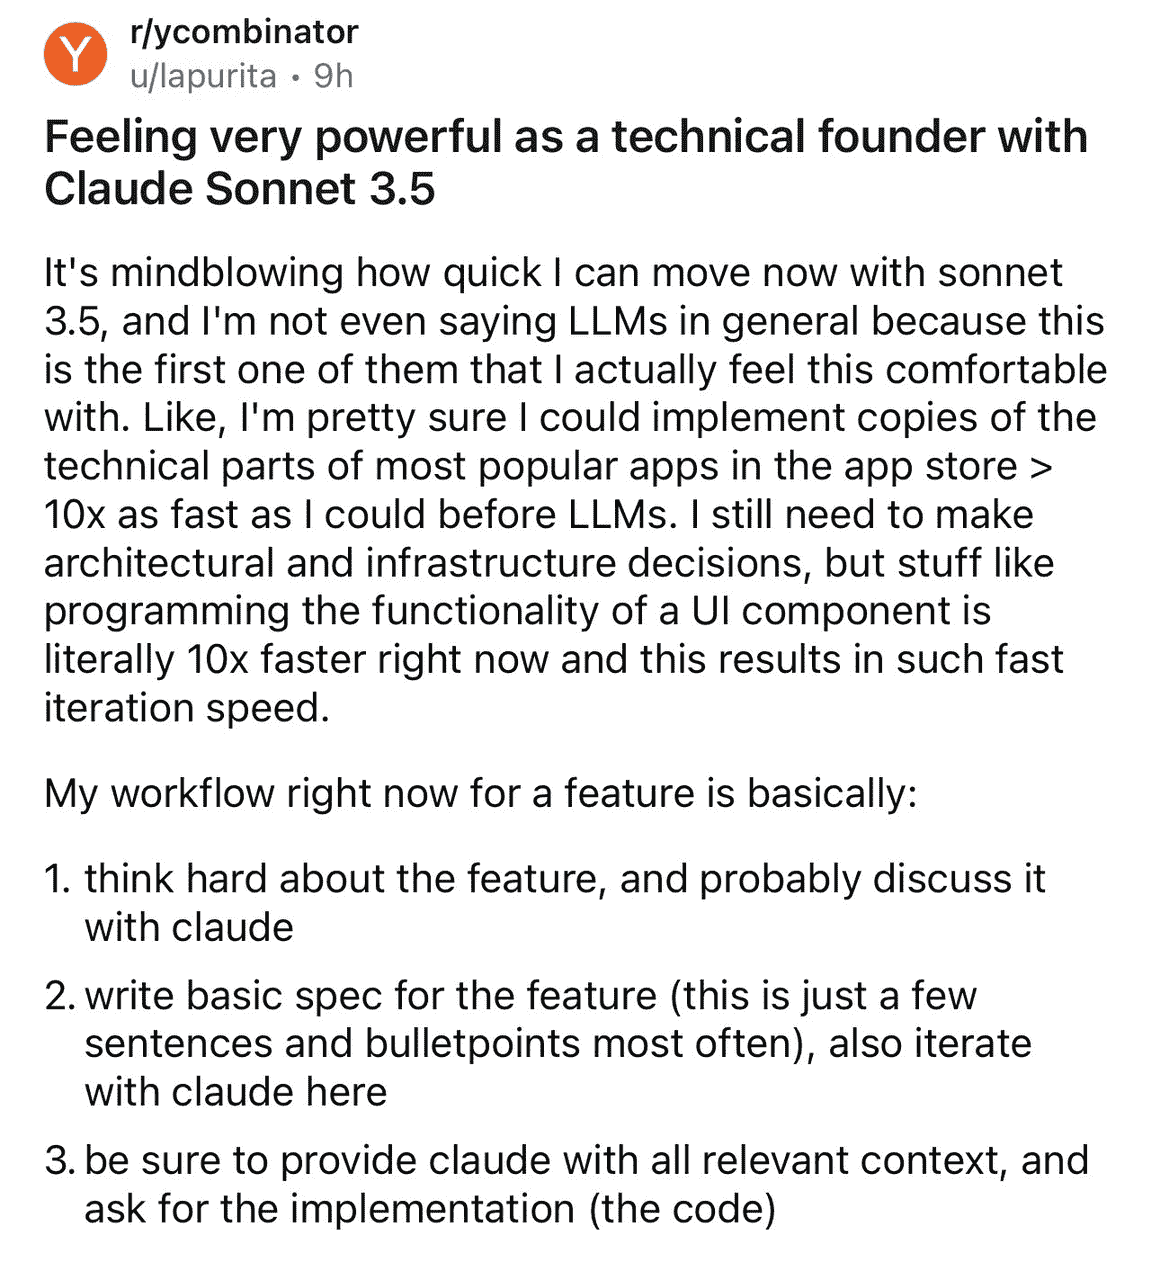 Y
r/ycombinator
u/lapurita • 9h
Feeling very powerful as a technical founder with
Claude Sonnet 3.5
It's mindblowing how quick I can move now with sonnet
3.5, and I'm not even saying LLMs in general because this
is the first one of them that I actually feel this comfortable
with. Like, I'm pretty sure I could implement copies of the
technical parts of most popular apps in the app store >
10x as fast as I could before LLMs. I still need to make
architectural and infrastructure decisions, but stuff like
programming the functionality of a UI component is
literally 10x faster right now and this results in such fast
iteration speed.
My workflow right now for a feature is basically:
1. think hard about the feature, and probably discuss it
with claude
2. write basic spec for the feature (this is just a few
sentences and bulletpoints most often), also iterate
with claude here
3. be sure to provide claude with all relevant context, and
ask for the implementation (the code)